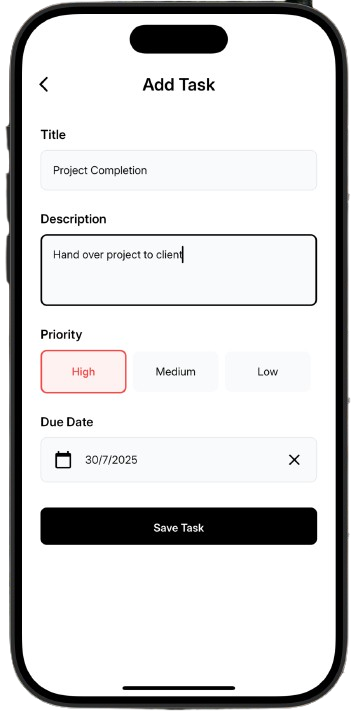 Add Task
Title
Project Completion
Description
Hand over project to client
Priority
High Medium Low
Due Date
30/7/2025
Save Task